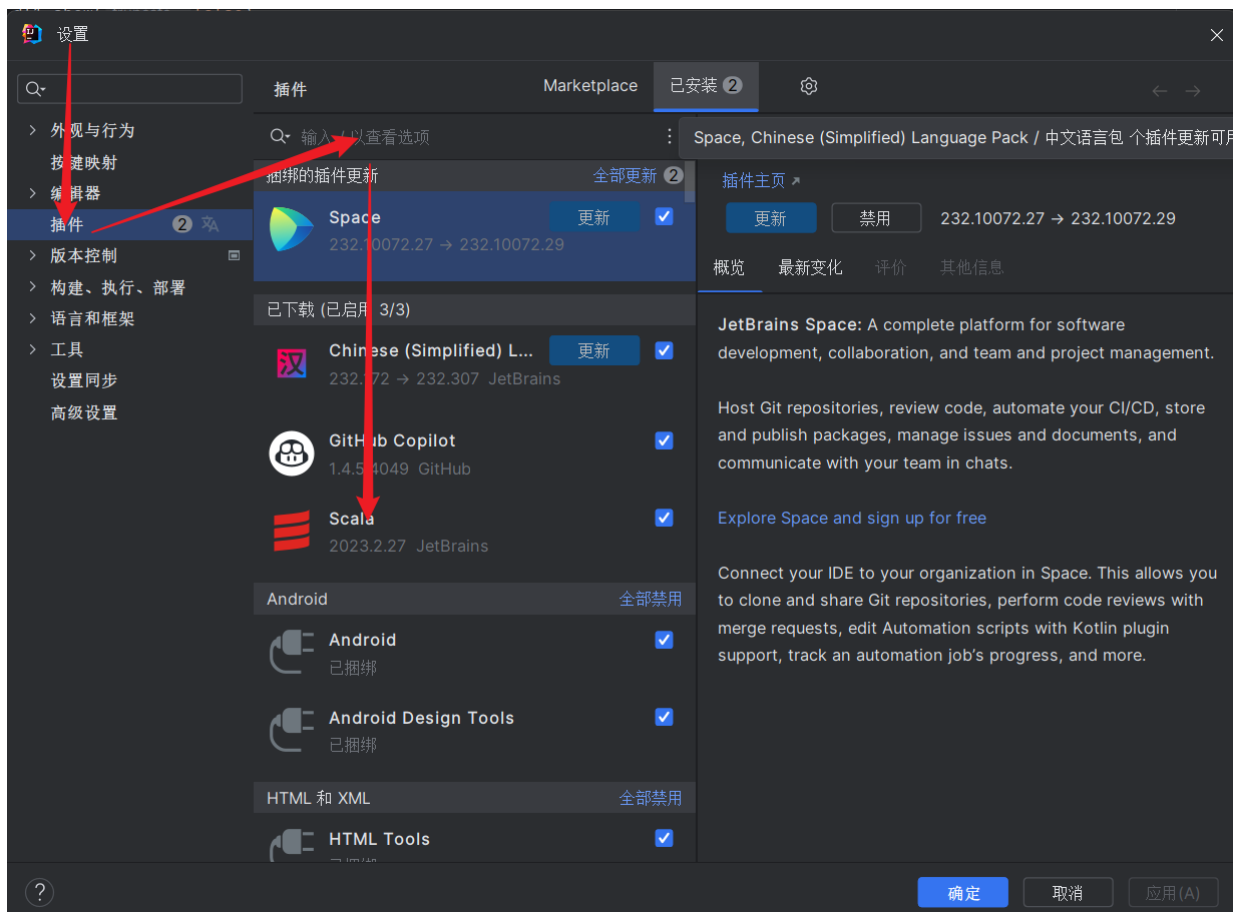 设置
插件
Marketplace
已安装 2
外观与行为
按键映射
编辑器
插件 2
版本控制
构建、执行、部署
语言和框架
工具
设置同步
高级设置
输入 / 以查看选项
捆绑的插件更新
全部更新 2
Space
更新
232.10072.27 → 232.10072.29
已下载 (已启用 3/3)
汉
Chinese (Simplified) L...
更新
232.172 → 232.307 JetBrains
GitHub Copilot
1.4.5.4049 GitHub
Scala
2023.2.27 JetBrains
Android
全部禁用
Android
已捆绑
Android Design Tools
已捆绑
HTML 和 XML
全部禁用
HTML Tools
Space, Chinese (Simplified) Language Pack / 中文语言包 个插件更新可用
插件主页
更新
禁用
232.10072.27 → 232.10072.29
概览
最新变化
评价
其他信息
JetBrains Space: A complete platform for software
development, collaboration, and team and project management.
Host Git repositories, review code, automate your CI/CD, store
and publish packages, manage issues and documents, and
communicate with your team in chats.
Explore Space and sign up for free
Connect your IDE to your organization in Space. This allows you
to clone and share Git repositories, perform code reviews with
merge requests, edit Automation scripts with Kotlin plugin
support, track an automation job's progress, and more.
?
确定
取消
应用(A)